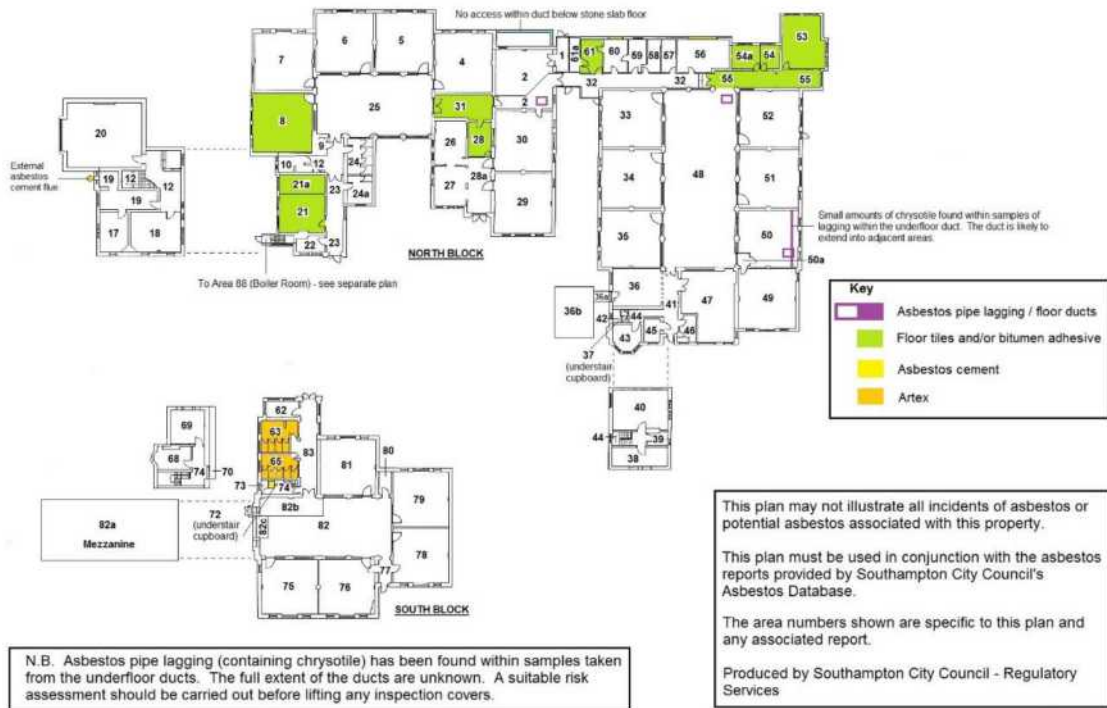 No access within duct below stone slab floor
53
6
5
7
4
1
61a
61
60
59
58
57
56
54a
54
2
32
32
55
55
2
25
31
8
20
33
52
26
28
30
9
10
12
24
External
asbestos
cement flue
19
12
12
21a
23
27
28a
34
48
51
24a
19
21
29
Small amounts of chrysotile found within samples of
lagging within the underfloor duct. The duct is likely to
extend into adjacent areas.
17
18
35
50
22
23
NORTH BLOCK
50a
To Area 88 (Boiler Room) - see separate plan
36
36a
36b
41
47
49
42
44
43
45
46
37
(understair
cupboard)
Key
Asbestos pipe lagging / floor ducts
Floor tiles and/or bitumen adhesive
Asbestos cement
Artex
62
40
69
63
44
39
68
65
83
81
80
38
74
70
73
74
79
82b
72
(understair
cupboard)
82c
82
82a
Mezzanine
78
77
75
76
SOUTH BLOCK
This plan may not illustrate all incidents of asbestos or
potential asbestos associated with this property.
This plan must be used in conjunction with the asbestos
reports provided by Southampton City Council's
Asbestos Database.
The area numbers shown are specific to this plan and
any associated report.
Produced by Southampton City Council - Regulatory
Services
N.B. Asbestos pipe lagging (containing chrysotile) has been found within samples taken
from the underfloor ducts. The full extent of the ducts are unknown. A suitable risk
assessment should be carried out before lifting any inspection covers.